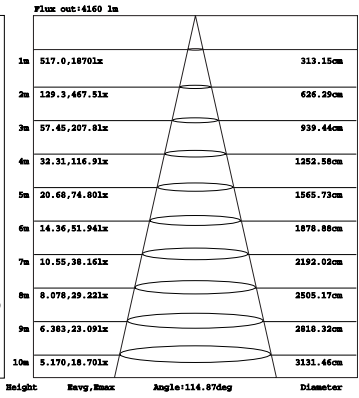 Flux out:4160 lm
1m 517.0,1870lx 313.15cm
2m 129.3,467.5lx 626.29cm
3m 57.45,207.8lx 939.44cm
4m 32.31,116.9lx 1252.58cm
5m 20.68,74.80lx 1565.73cm
6m 14.36,51.94lx 1878.88cm
7m 10.55,38.16lx 2192.02cm
8m 8.078,29.22lx 2505.17cm
9m 6.383,23.09lx 2818.32cm
10m 5.170,18.70lx 3131.46cm
Height Eavg,Emax Angle:114.87deg Diameter